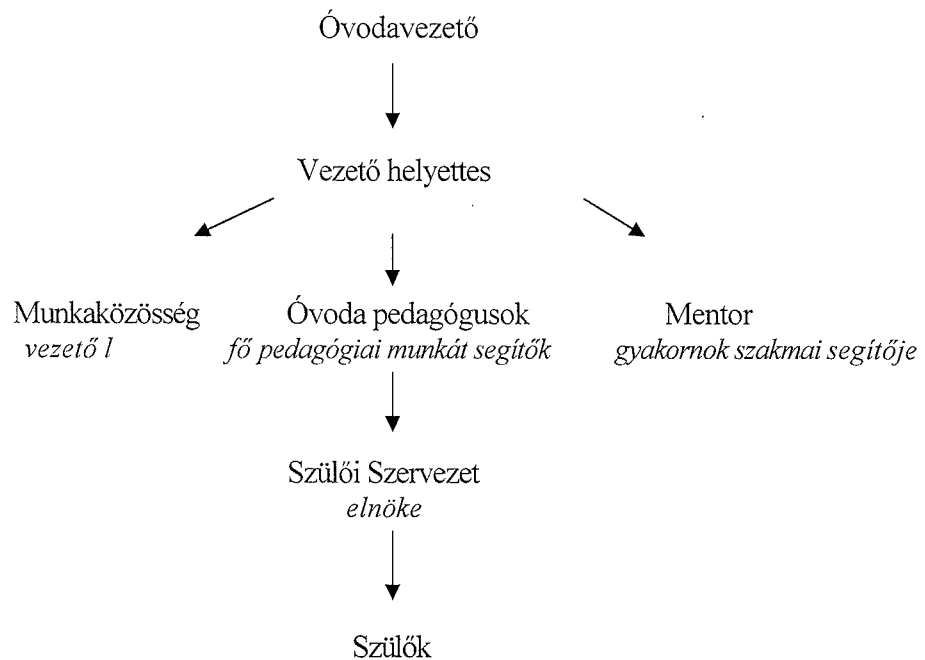 Óvodavezető
Vezető helyettes
Munkaközösség
vezető l
Óvoda pedagógusok
fő pedagógiai munkát segítők
Mentor
gyakornok szakmai segítője
Szülői Szervezet
elnöke
Szülők